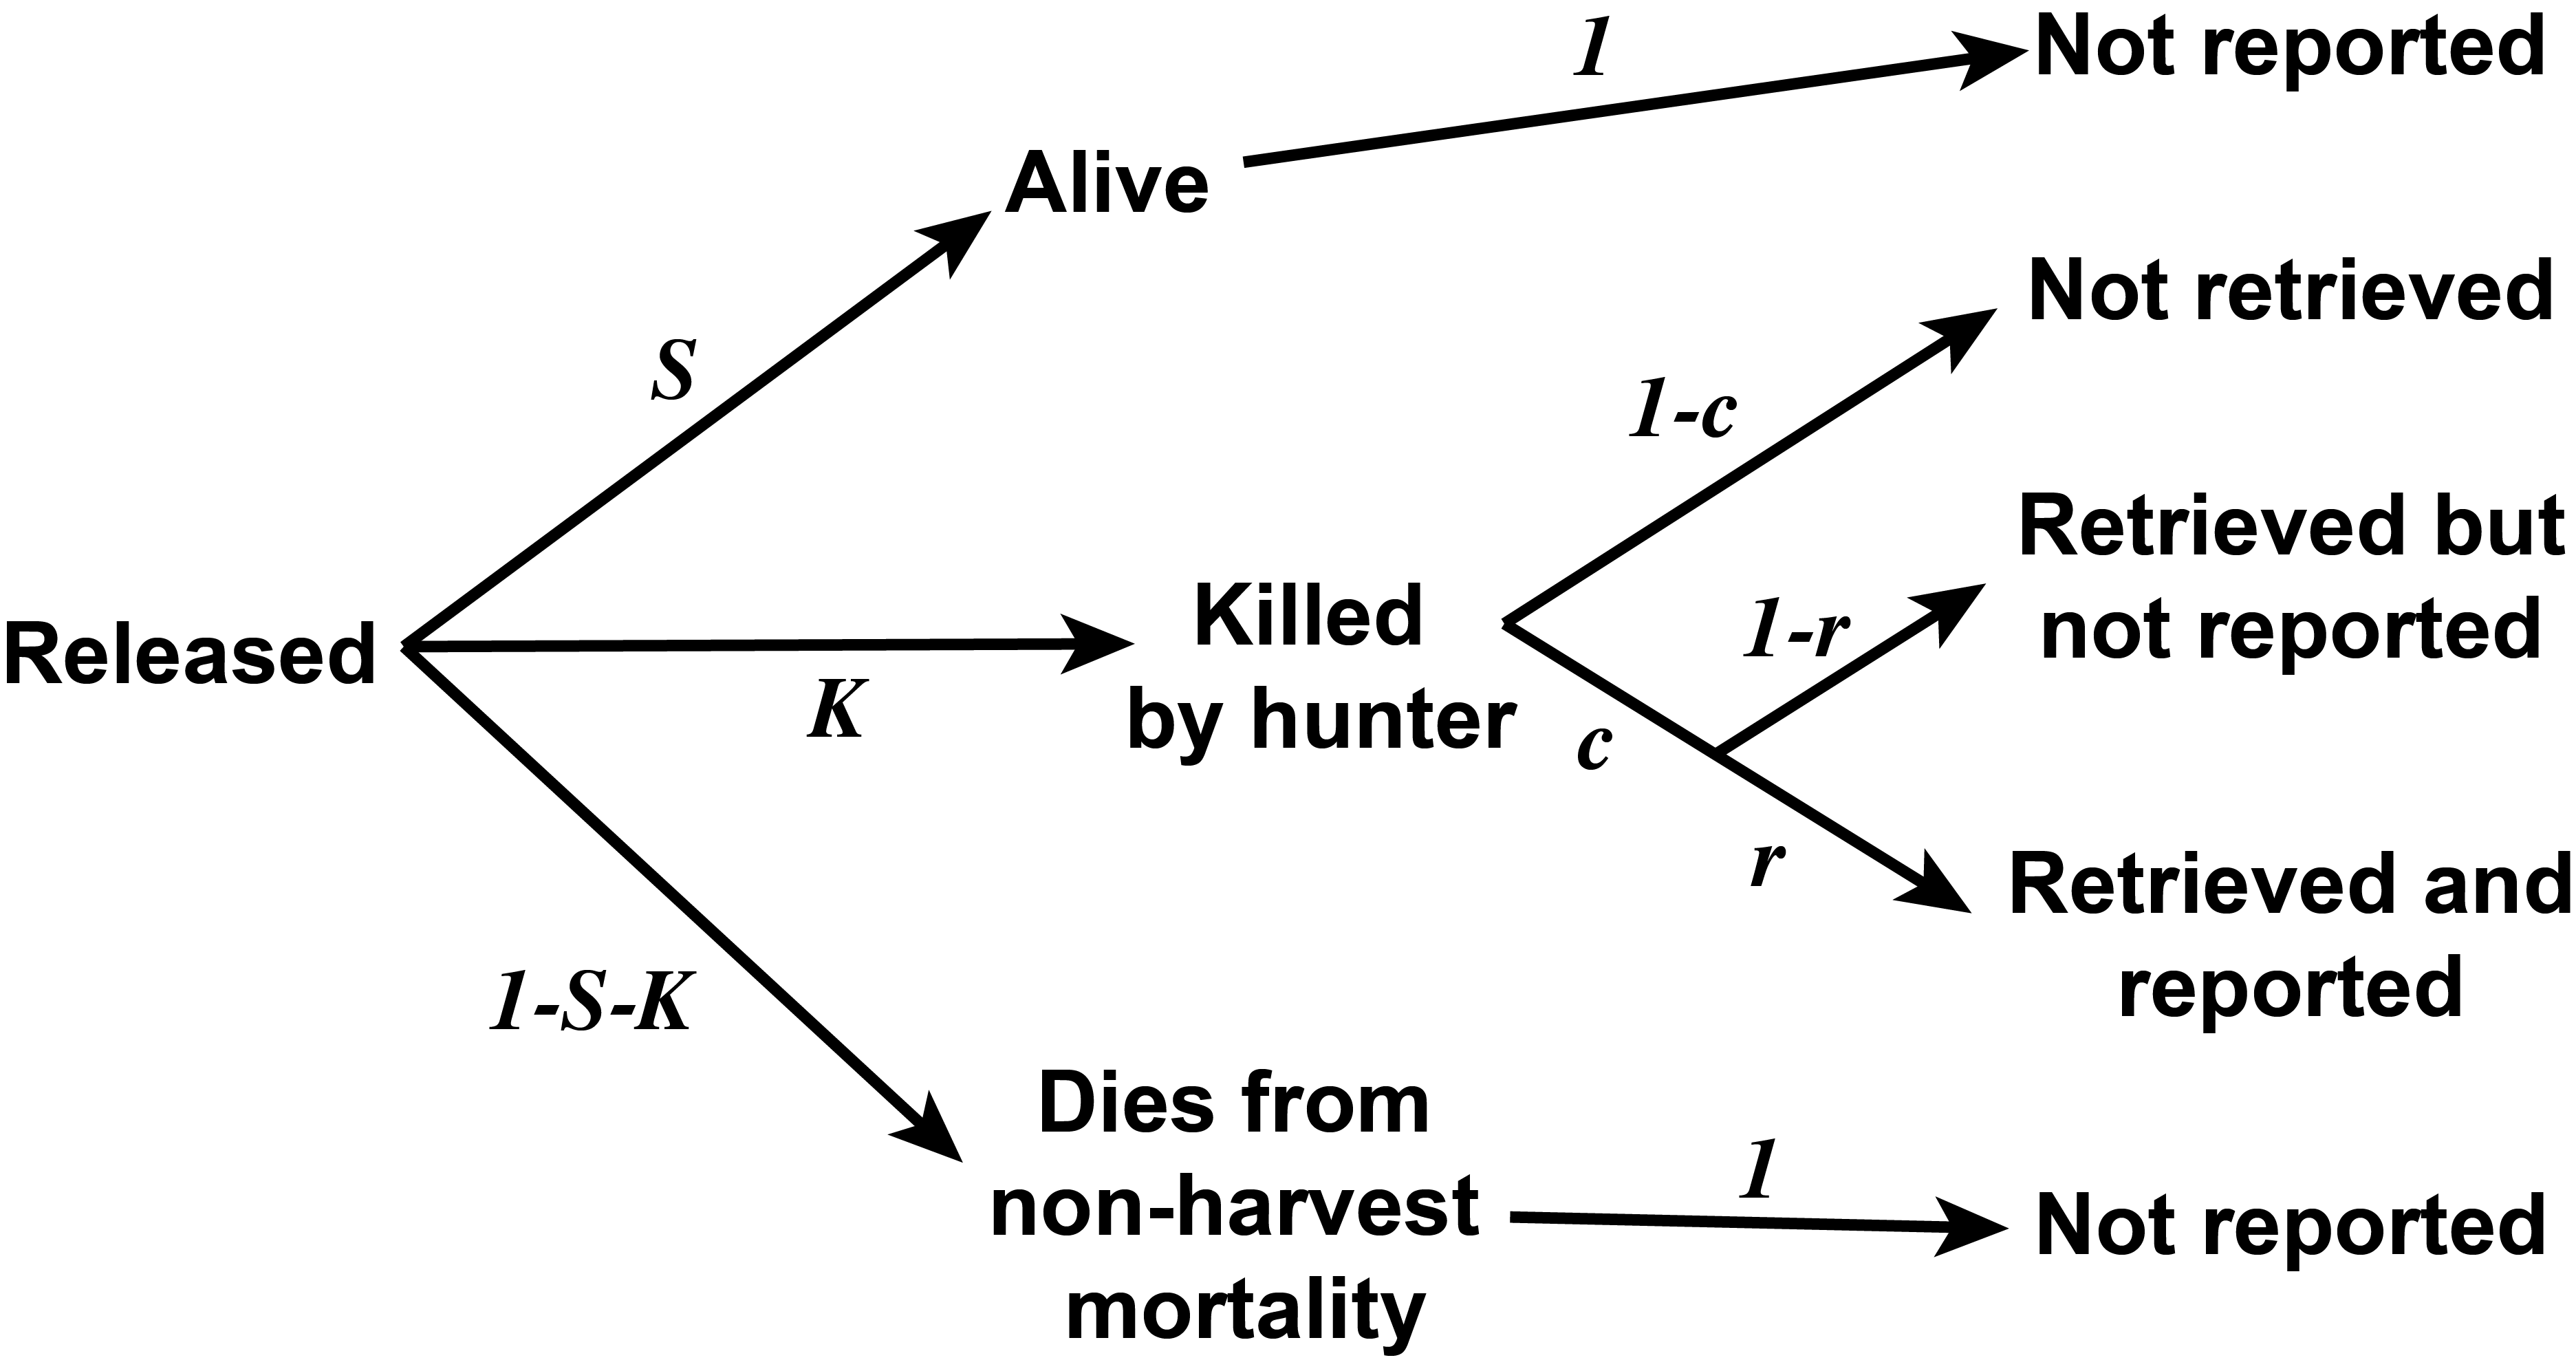 Released
S
K
1-S-K
Alive
Killed
by hunter
Dies from
non-harvest
mortality
1
1-c
c
1-r
r
1
Not reported
Not retrieved
Retrieved but
not reported
Retrieved and
reported
Not reported